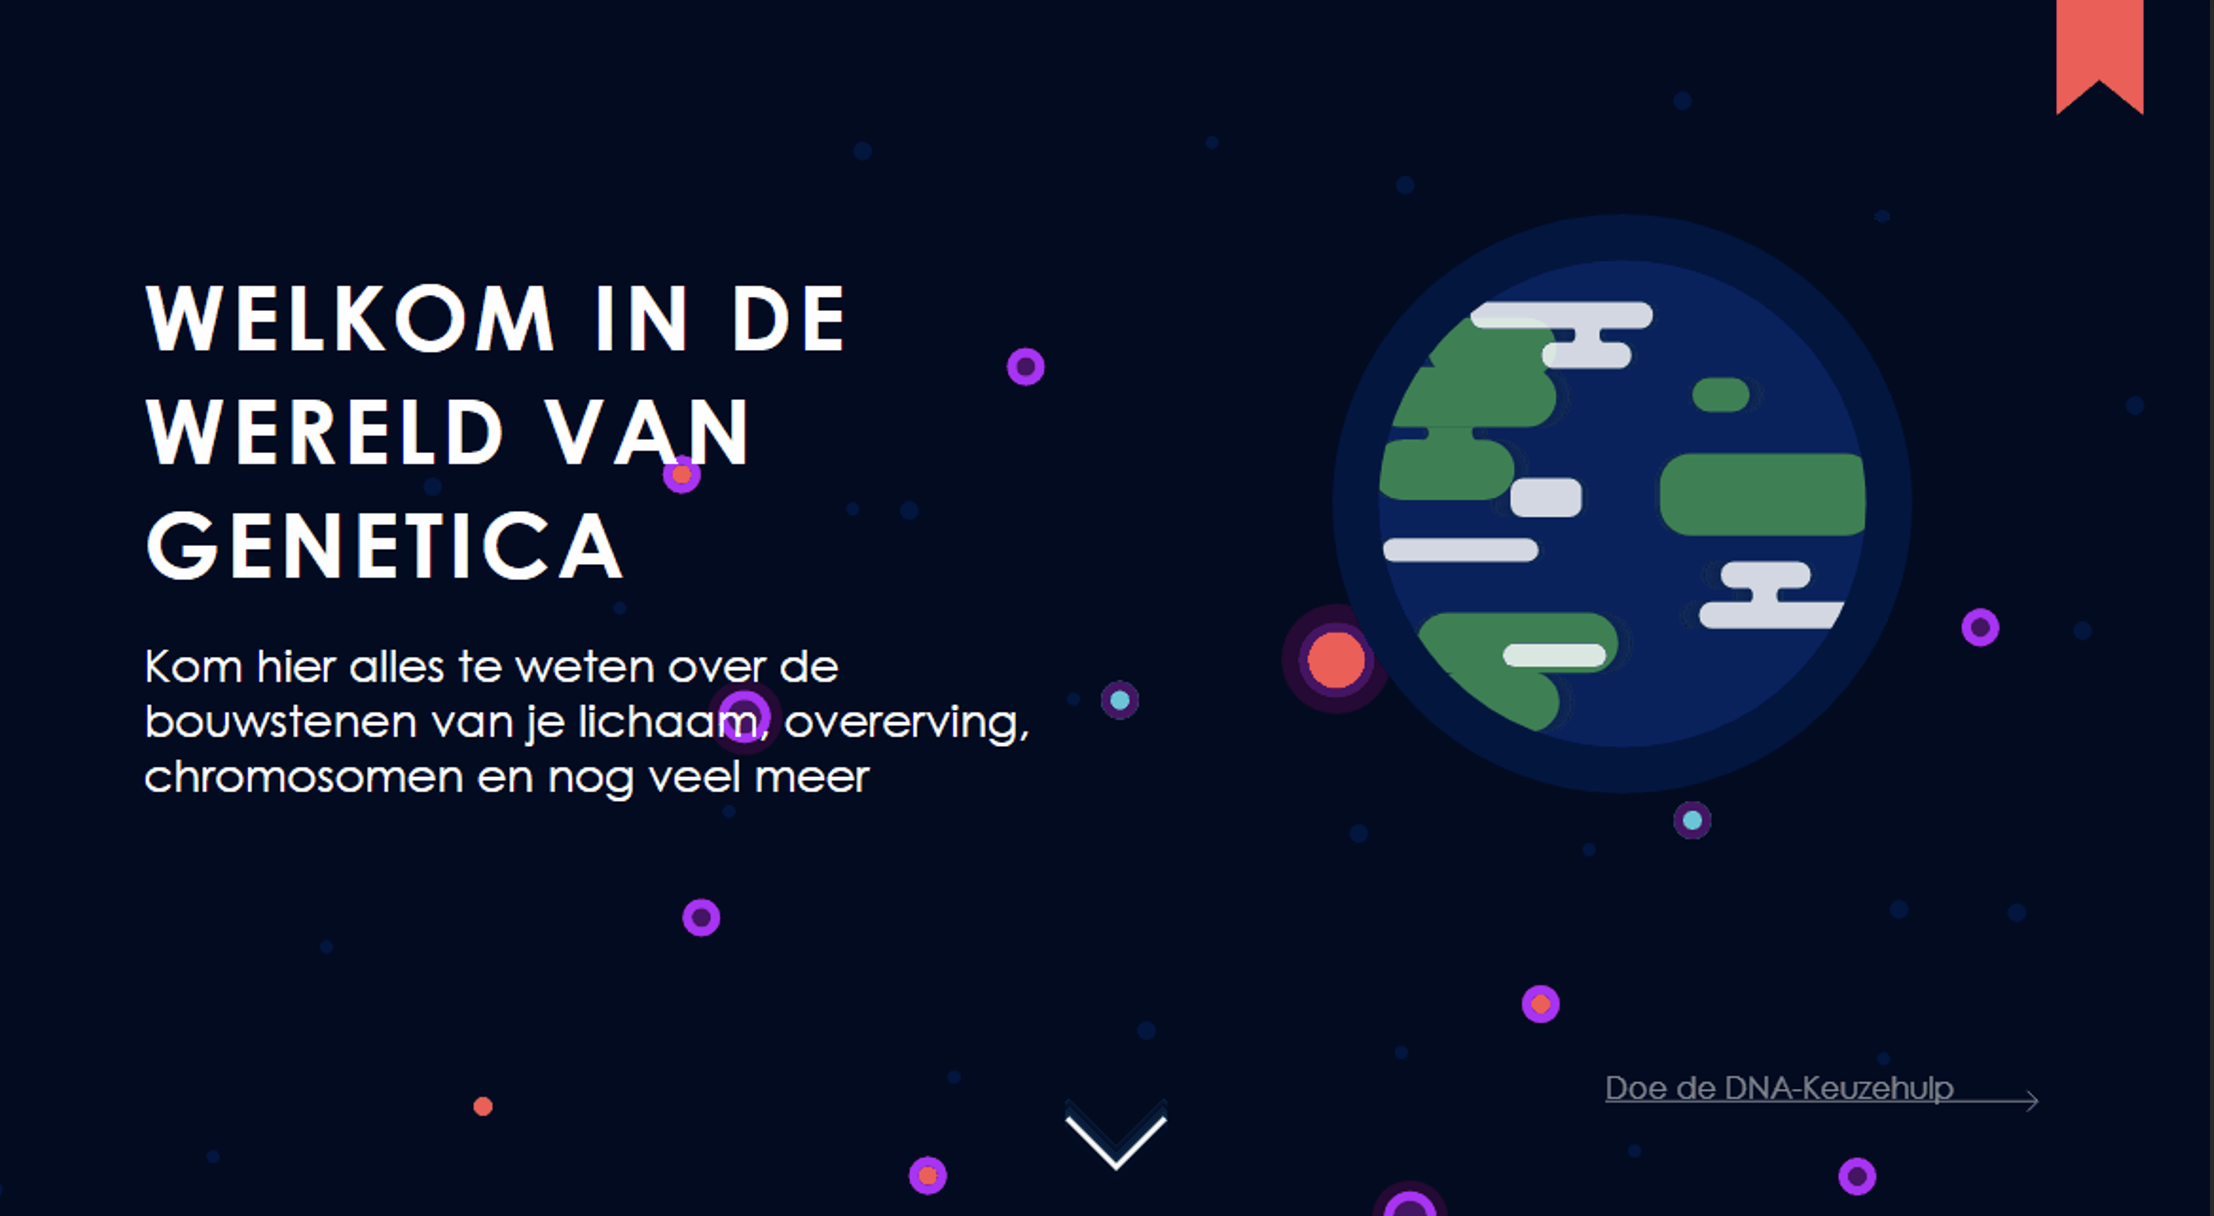 WELKOM IN DE
WERELD VAN
GENETICA
Kom hier alles te weten over de
bouwstenen van je lichaam, overerving,
chromosomen en nog veel meer
Doe de DNA-Keuzehulp